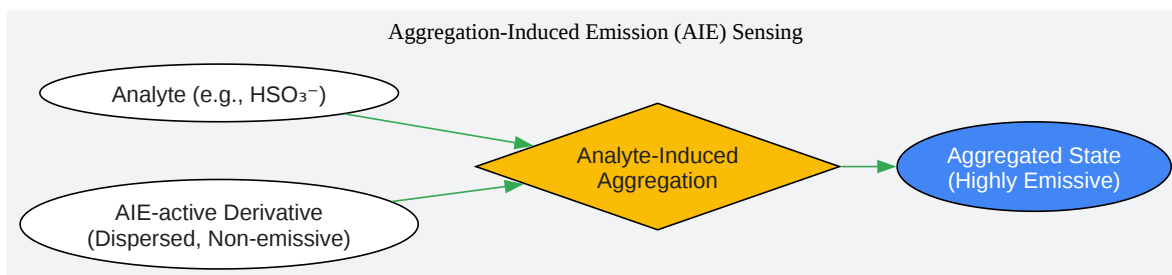 Aggregation-Induced Emission (AIE) Sensing
Analyte (e.g., HSO₃⁻)
AIE-active Derivative
(Dispersed, Non-emissive)
Analyte-Induced
Aggregation
Aggregated State
(Highly Emissive)